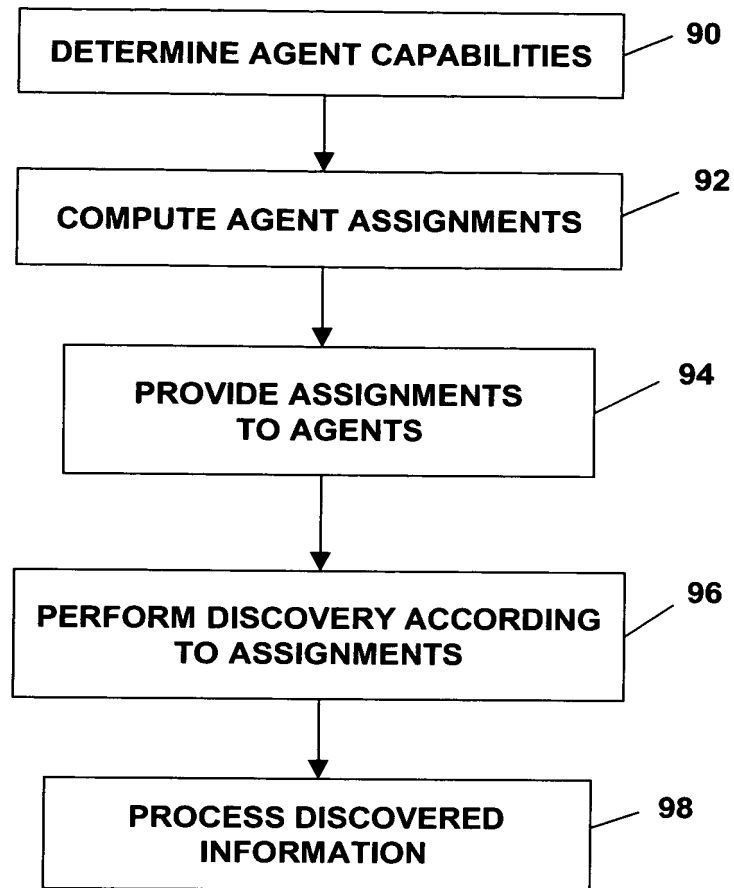 DETERMINE AGENT CAPABILITIES
90
COMPUTE AGENT ASSIGNMENTS
92
PROVIDE ASSIGNMENTS
TO AGENTS
94
PERFORM DISCOVERY ACCORDING
TO ASSIGNMENTS
96
PROCESS DISCOVERED
INFORMATION
98